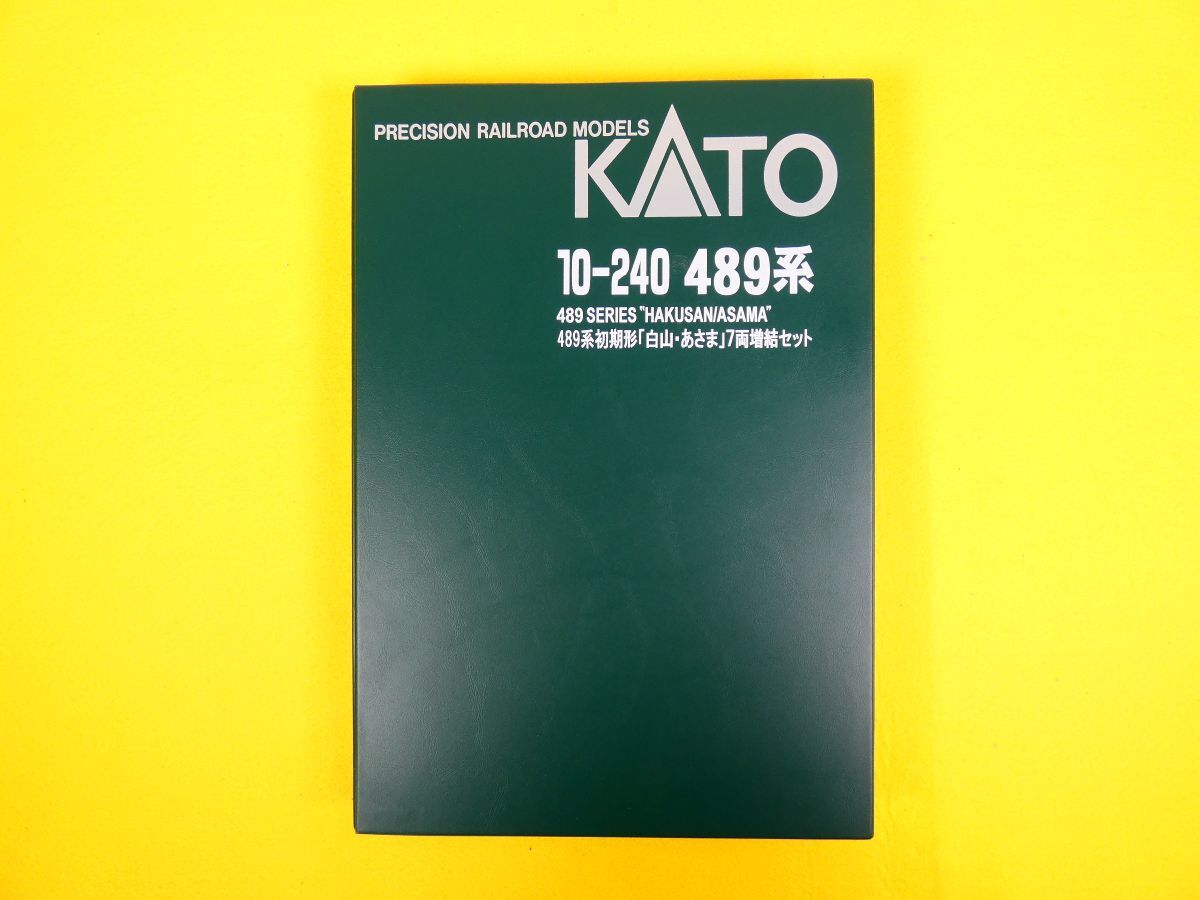 PRECISION RAILROAD MODELS
KATO
10-240 489系
489 SERIES "HAKUSAN/ASAMA"
489系初期形「白山・あさま」7両増結セット